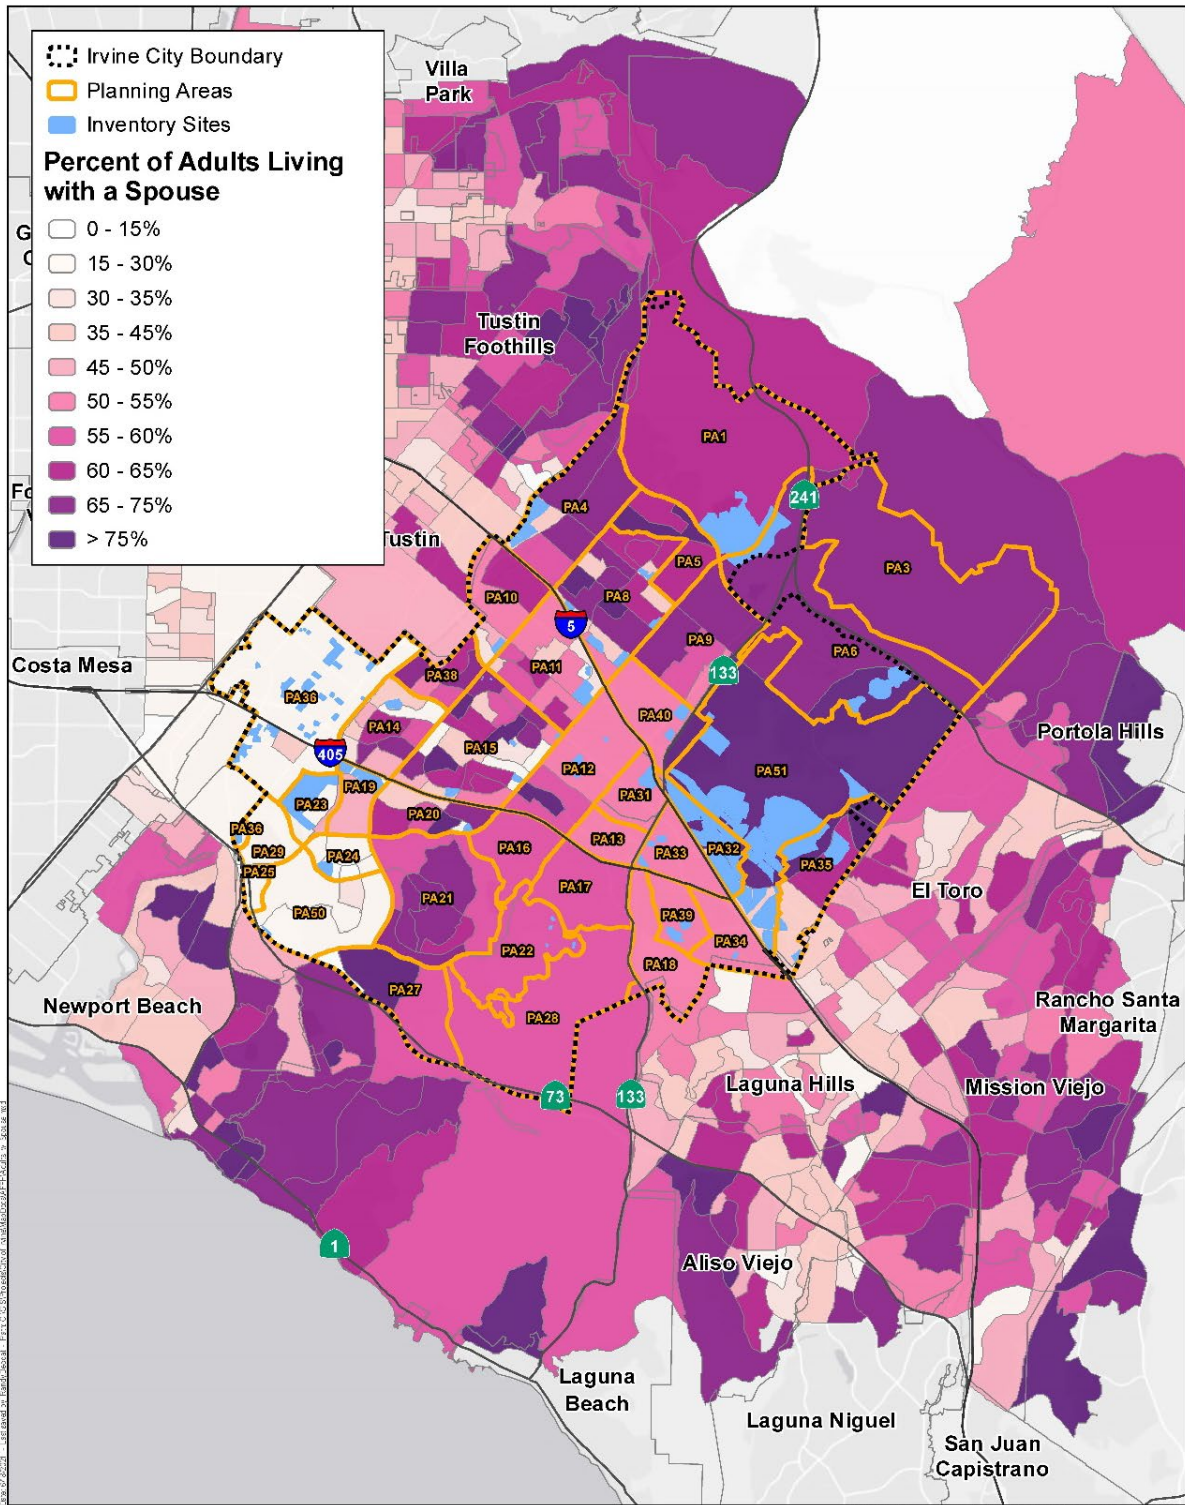 Irvine City Boundary
Planning Areas
Inventory Sites
Percent of Adults Living
with a Spouse
0 - 15%
15 - 30%
30 - 35%
35 - 45%
45 - 50%
50 - 55%
55 - 60%
60 - 65%
65 - 75%
> 75%
Villa
Park
Tustin
Foothills
PA1
241
PA4
Tustin
PA5
PA3
PA10
PA8
5
PA9
PA6
Costa Mesa
PA38
PA11
133
PA36
PA14
PA40
Portola Hills
405
PA15
PA12
PA51
PA19
PA31
PA23
PA20
PA36
PA13
PA29
PA24
PA16
PA33
PA32
PA25
PA35
PA17
El Toro
PA21
PA50
PA39
PA22
PA34
PA18
PA27
Newport Beach
PA28
Rancho Santa
Margarita
Laguna Hills
Mission Viejo
73
133
1
Aliso Viejo
Laguna
Beach
Laguna Niguel
San Juan
Capistrano